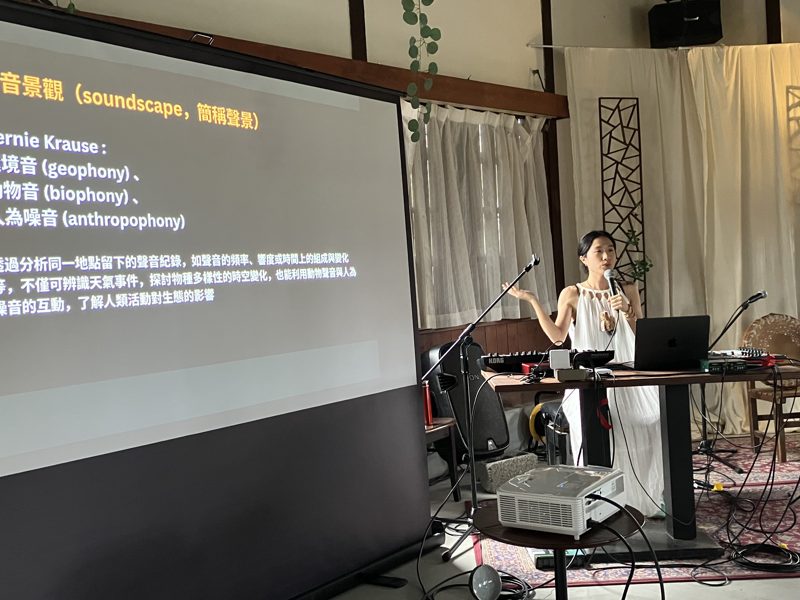 音景觀（soundscape，簡稱聲景）
ernie Krause :
境音 (geophony) 、
物音 (biophony) 、
人為噪音 (anthropophony)
透過分析同一地點留下的聲音紀錄，如聲音的頻率、響度或時間上的組成與變化
等，不僅可辨識天氣事件，探討物種多樣性的時空變化，也能利用動物聲音與人為
噪音的互動，了解人類活動對生態的影響
KORG